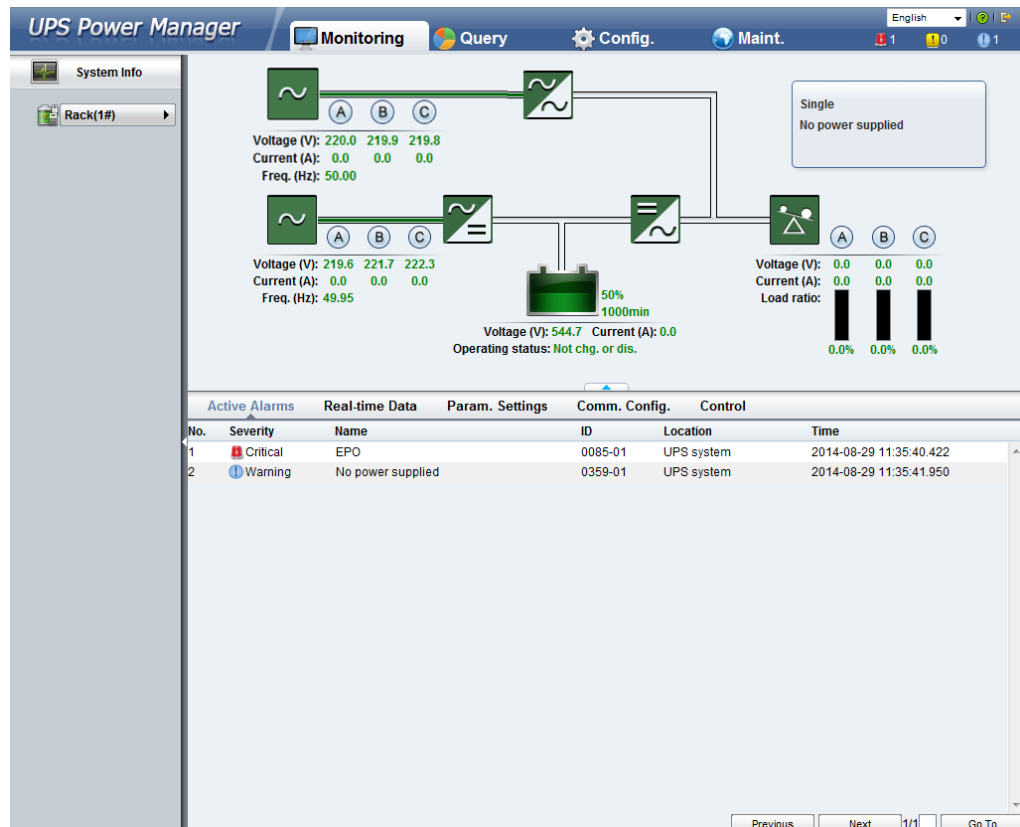 UPS Power Manager
Monitoring Query Config. Maint.
English
1 0 1
System Info
Rack(1#)
A B C
Voltage (V): 220.0 219.9 219.8
Current (A): 0.0 0.0 0.0
Freq. (Hz): 50.00
Single
No power supplied
A B C
Voltage (V): 219.6 221.7 222.3
Current (A): 0.0 0.0 0.0
Freq. (Hz): 49.95
50%
1000min
Voltage (V): 544.7 Current (A): 0.0
Operating status: Not chg. or dis.
A B C
Voltage (V): 0.0 0.0 0.0
Current (A): 0.0 0.0 0.0
Load ratio:
0.0% 0.0% 0.0%
Active Alarms Real-time Data Param. Settings Comm. Config. Control
No. Severity Name ID Location Time
1 Critical EPO 0085-01 UPS system 2014-08-29 11:35:40.422
2 Warning No power supplied 0359-01 UPS system 2014-08-29 11:35:41.950
Previous Next 1/1 Go To